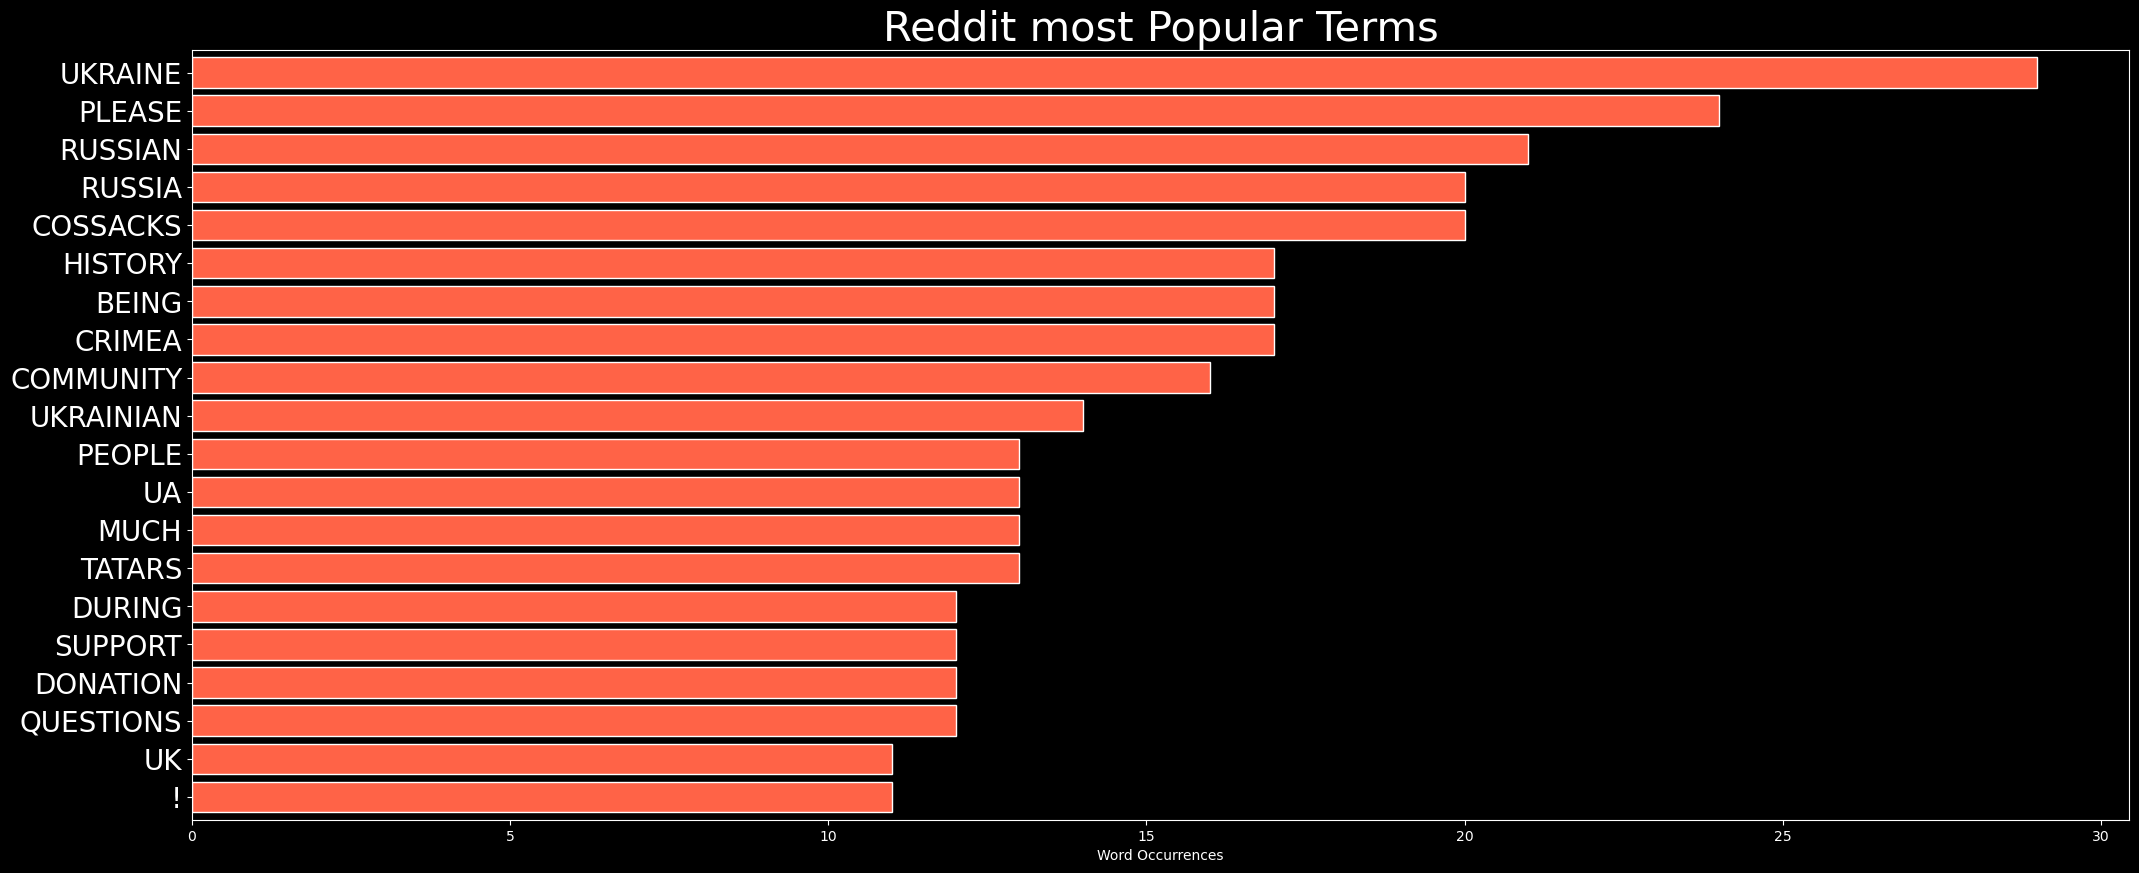 Reddit most Popular Terms
UKRAINE
PLEASE
RUSSIAN
RUSSIA
COSSACKS
HISTORY
BEING
CRIMEA
COMMUNITY
UKRAINIAN
PEOPLE
UA
MUCH
TATARS
DURING
SUPPORT
DONATION
QUESTIONS
UK
!
0 5 10 15 20 25 30
Word Occurrences